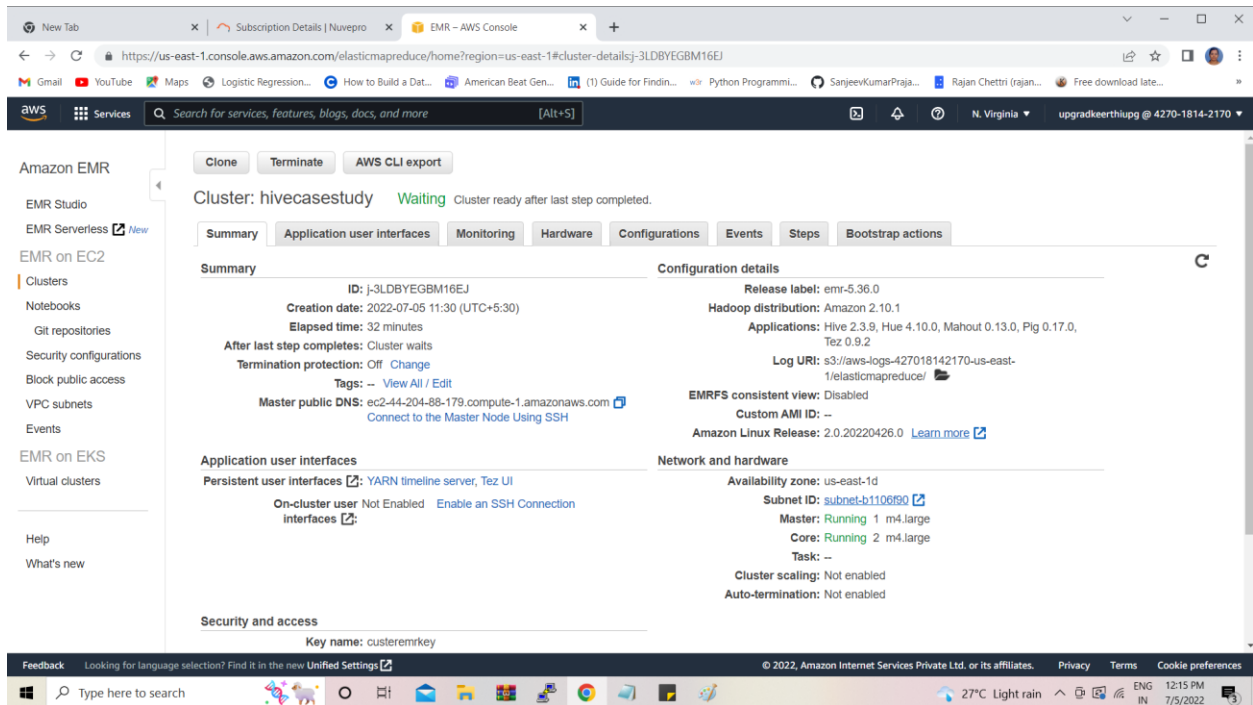 New Tab
Subscription Details | Nuvepro
EMR – AWS Console
https://us-east-1.console.aws.amazon.com/elasticmapreduce/home?region=us-east-1#cluster-details:j-3LDBYEGBM16EJ
Gmail YouTube Maps Logistic Regression... How to Build a Dat... American Beat Gen... (1) Guide for Findin... Python Programmi... SanjeevKumarPraja... Rajan Chettri (rajan... Free download late... »
aws Services Search for services, features, blogs, docs, and more [Alt+S] N. Virginia upgradkeerthiupg @ 4270-1814-2170
Amazon EMR
EMR Studio
EMR Serverless New
EMR on EC2
Clusters
Notebooks
Git repositories
Security configurations
Block public access
VPC subnets
Events
EMR on EKS
Virtual clusters
Help
What's new
Clone Terminate AWS CLI export
Cluster: hivecasestudy Waiting Cluster ready after last step completed.
Summary Application user interfaces Monitoring Hardware Configurations Events Steps Bootstrap actions
Summary
ID: j-3LDBYEGBM16EJ
Creation date: 2022-07-05 11:30 (UTC+5:30)
Elapsed time: 32 minutes
After last step completes: Cluster waits
Termination protection: Off Change
Tags: -- View All / Edit
Master public DNS: ec2-44-204-88-179.compute-1.amazonaws.com
Connect to the Master Node Using SSH
Configuration details
Release label: emr-5.36.0
Hadoop distribution: Amazon 2.10.1
Applications: Hive 2.3.9, Hue 4.10.0, Mahout 0.13.0, Pig 0.17.0,
Tez 0.9.2
Log URI: s3://aws-logs-427018142170-us-east-
1/elasticmapreduce/
EMRFS consistent view: Disabled
Custom AMI ID: --
Amazon Linux Release: 2.0.20220426.0 Learn more
Application user interfaces
Persistent user interfaces : YARN timeline server, Tez UI
On-cluster user Not Enabled Enable an SSH Connection
interfaces :
Network and hardware
Availability zone: us-east-1d
Subnet ID: subnet-b1106f90
Master: Running 1 m4.large
Core: Running 2 m4.large
Task: --
Cluster scaling: Not enabled
Auto-termination: Not enabled
Security and access
Key name: custeremrkey
Feedback Looking for language selection? Find it in the new Unified Settings © 2022, Amazon Internet Services Private Ltd. or its affiliates. Privacy Terms Cookie preferences
Type here to search 27°C Light rain ENG 12:15 PM
IN 7/5/2022